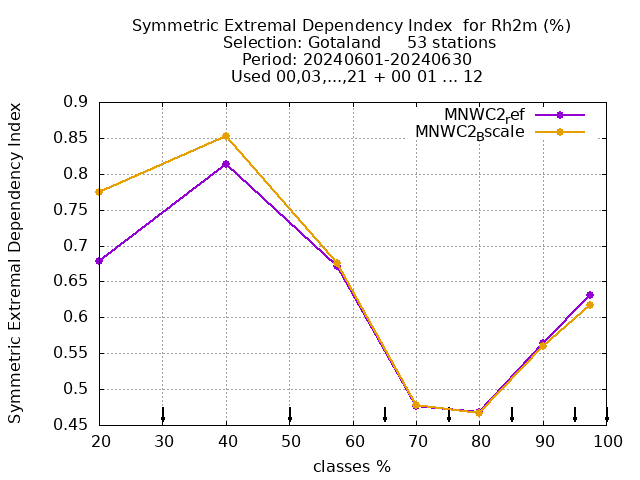 Symmetric Extremal Dependency Index  for Rh2m (%)
Selection: Gotaland     53 stations
Period: 20240601-20240630
Used 00,03,...,21 + 00 01 ... 12
MNWC2ref
MNWC2Bscale
Symmetric Extremal Dependency Index
0.9
0.85
0.8
0.75
0.7
0.65
0.6
0.55
0.5
0.45
20 30 40 50 60 70 80 90 100
classes %